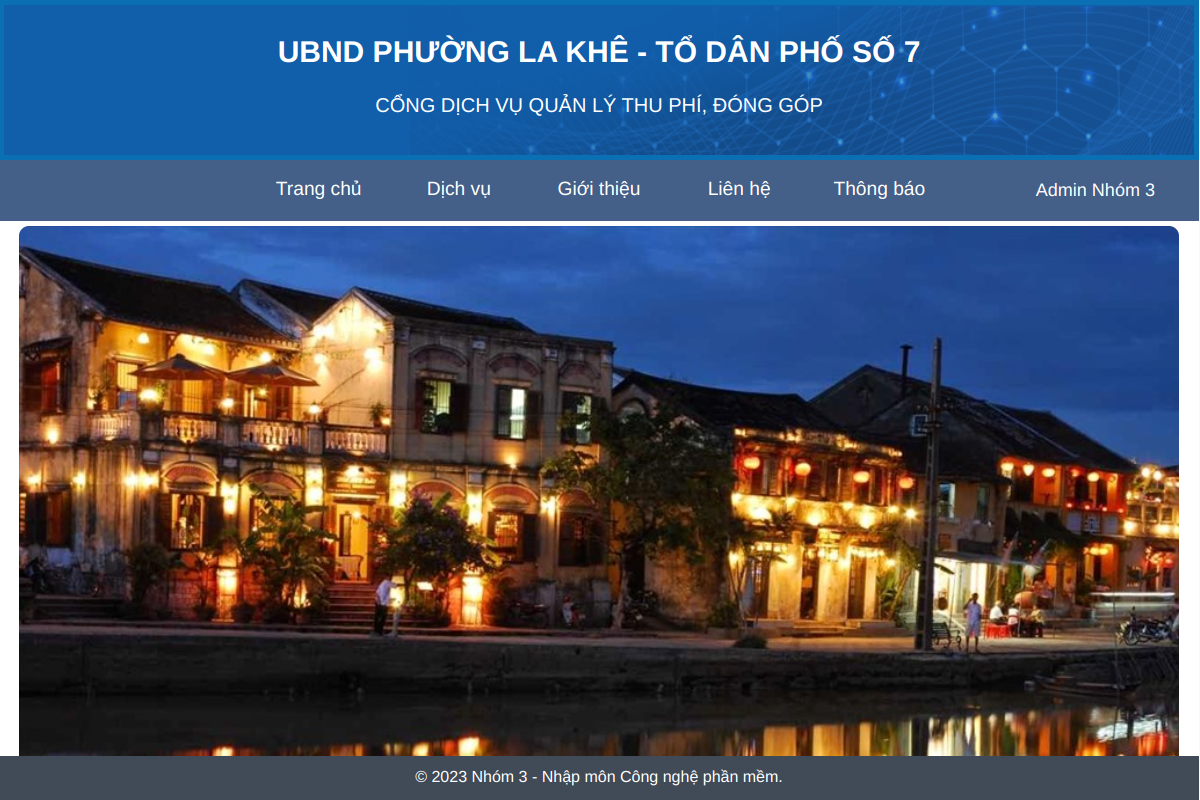 UBND PHƯỜNG LA KHÊ - TỔ DÂN PHỐ SỐ 7
CỔNG DỊCH VỤ QUẢN LÝ THU PHÍ, ĐÓNG GÓP
Trang chủ Dịch vụ Giới thiệu Liên hệ Thông báo Admin Nhóm 3
© 2023 Nhóm 3 - Nhập môn Công nghệ phần mềm.